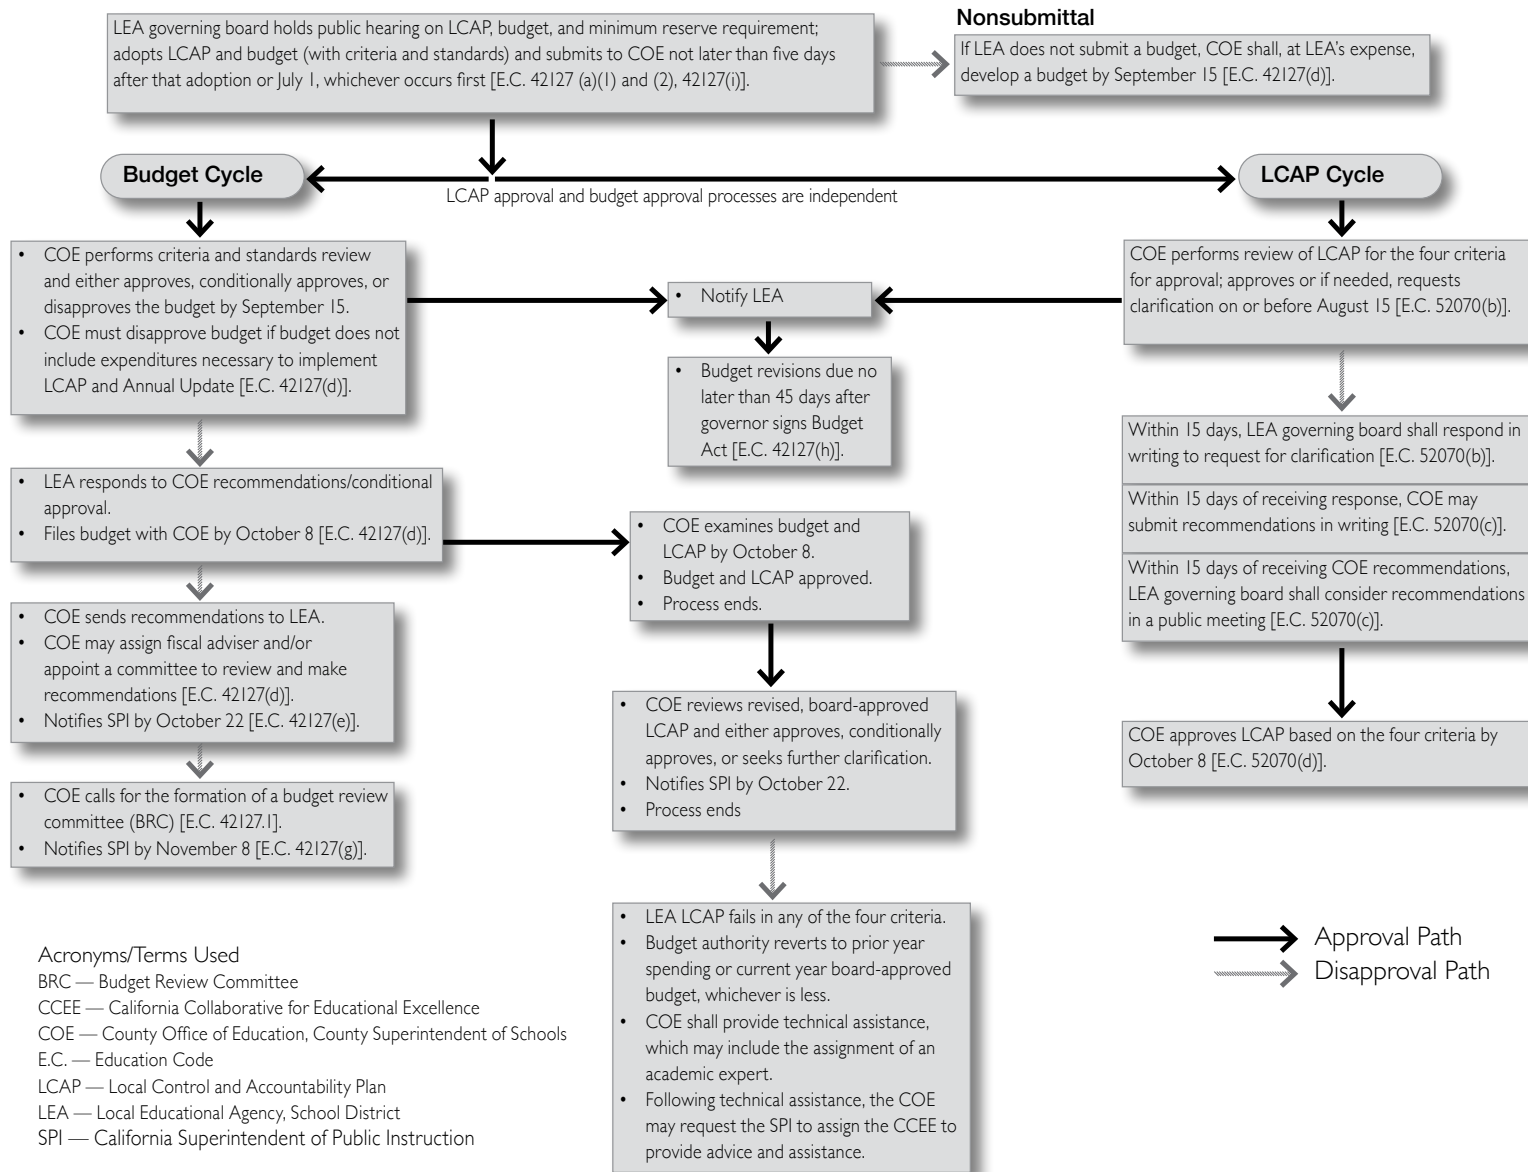 LEA governing board holds public hearing on LCAP, budget, and minimum reserve requirement;
adopts LCAP and budget (with criteria and standards) and submits to COE not later than five days
after that adoption or July 1, whichever occurs first [E.C. 42127 (a)(1) and (2), 42127(i)].
Nonsubmittal
If LEA does not submit a budget, COE shall, at LEA's expense,
develop a budget by September 15 [E.C. 42127(d)].
Budget Cycle
LCAP approval and budget approval processes are independent
LCAP Cycle
• COE performs criteria and standards review
and either approves, conditionally approves, or
disapproves the budget by September 15.
• COE must disapprove budget if budget does not
include expenditures necessary to implement
LCAP and Annual Update [E.C. 42127(d)].
• Notify LEA
COE performs review of LCAP for the four criteria
for approval; approves or if needed, requests
clarification on or before August 15 [E.C. 52070(b)].
• Budget revisions due no
later than 45 days after
governor signs Budget
Act [E.C. 42127(h)].
• LEA responds to COE recommendations/conditional
approval.
• Files budget with COE by October 8 [E.C. 42127(d)].
• COE examines budget and
LCAP by October 8.
• Budget and LCAP approved.
• Process ends.
Within 15 days, LEA governing board shall respond in
writing to request for clarification [E.C. 52070(b)].
Within 15 days of receiving response, COE may
submit recommendations in writing [E.C. 52070(c)].
Within 15 days of receiving COE recommendations,
LEA governing board shall consider recommendations
in a public meeting [E.C. 52070(c)].
• COE sends recommendations to LEA.
• COE may assign fiscal adviser and/or
appoint a committee to review and make
recommendations [E.C. 42127(d)].
• Notifies SPI by October 22 [E.C. 42127(e)].
• COE reviews revised, board-approved
LCAP and either approves, conditionally
approves, or seeks further clarification.
• Notifies SPI by October 22.
• Process ends
COE approves LCAP based on the four criteria by
October 8 [E.C. 52070(d)].
• COE calls for the formation of a budget review
committee (BRC) [E.C. 42127.1].
• Notifies SPI by November 8 [E.C. 42127(g)].
• LEA LCAP fails in any of the four criteria.
• Budget authority reverts to prior year
spending or current year board-approved
budget, whichever is less.
• COE shall provide technical assistance,
which may include the assignment of an
academic expert.
• Following technical assistance, the COE
may request the SPI to assign the CCEE to
provide advice and assistance.
Approval Path
Disapproval Path
Acronyms/Terms Used
BRC — Budget Review Committee
CCEE — California Collaborative for Educational Excellence
COE — County Office of Education, County Superintendent of Schools
E.C. — Education Code
LCAP — Local Control and Accountability Plan
LEA — Local Educational Agency, School District
SPI — California Superintendent of Public Instruction